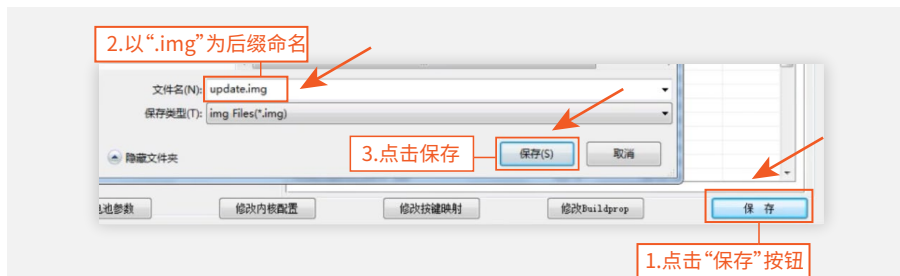 2.以“.img”为后缀命名
文件名(N): update.img
保存类型(T): img Files(*.img)
隐藏文件夹
3.点击保存
保存(S)
取消
池参数
修改内核配置
修改按键映射
修改Buildprop
保 存
1.点击“保存”按钮